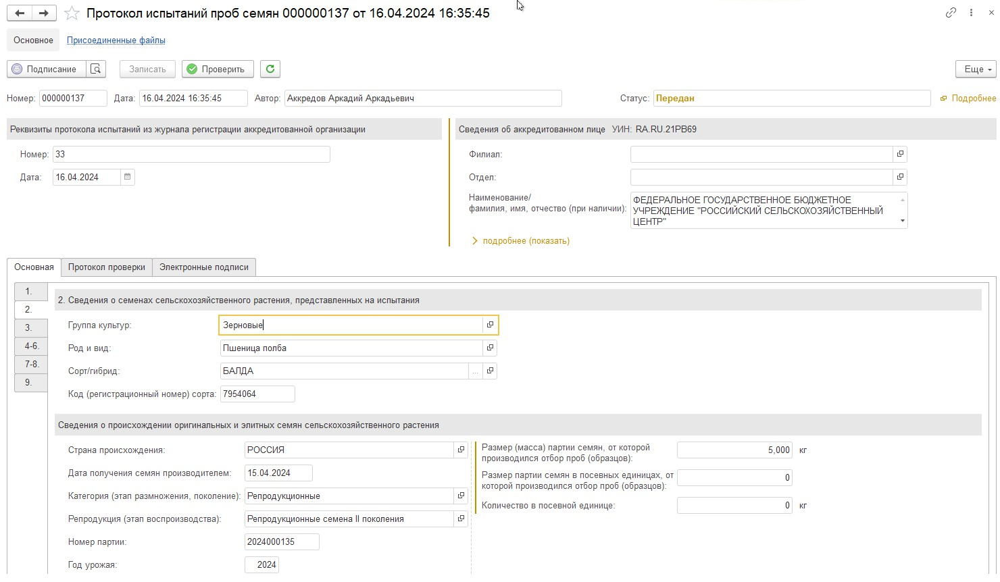 Протокол испытаний проб семян 000000137 от 16.04.2024 16:35:45
Основное Присоединенные файлы
Подписание Записать Проверить Еще
Номер: 000000137 Дата: 16.04.2024 16:35:45 Автор: Аккредов Аркадий Аркадьевич Статус: Передан Подробнее
Реквизиты протокола испытаний из журнала регистрации аккредитованной организации
Номер: 33
Дата: 16.04.2024
Сведения об аккредитованном лице УИН: RA.RU.21РВ69
Филиал:
Отдел:
Наименование/
фамилия, имя, отчество (при наличии):
ФЕДЕРАЛЬНОЕ ГОСУДАРСТВЕННОЕ БЮДЖЕТНОЕ
УЧРЕЖДЕНИЕ "РОССИЙСКИЙ СЕЛЬСКОХОЗЯЙСТВЕННЫЙ
ЦЕНТР"
подробнее (показать)
Основная Протокол проверки Электронные подписи
1.
2.
3.
4-6.
7-8.
9.
2. Сведения о семенах сельскохозяйственного растения, представленных на испытания
Группа культур: Зерновые
Род и вид: Пшеница полба
Сорт/гибрид: БАЛДА ...
Код (регистрационный номер) сорта: 7954064
Сведения о происхождении оригинальных и элитных семян сельскохозяйственного растения
Страна происхождения: РОССИЯ
Дата получения семян производителем: 15.04.2024
Категория (этап размножения, поколение): Репродукционные
Репродукция (этап воспроизводства): Репродукционные семена II поколения
Номер партии: 2024000135
Год урожая: 2024
Размер (масса) партии семян, от которой
производился отбор проб (образцов): 5,000 кг
Размер партии семян в посевных единицах, от
которой производился отбор проб (образцов): 0
Количество в посевной единице: 0 кг